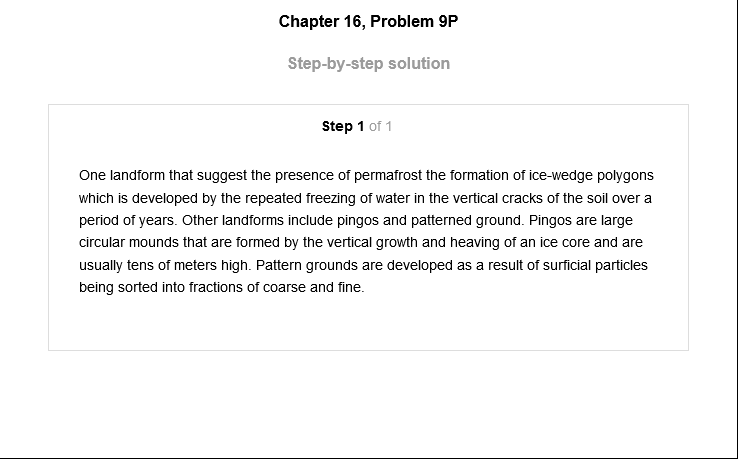 Chapter 16, Problem 9P
Step-by-step solution
Step 1 of 1
One landform that suggest the presence of permafrost the formation of ice-wedge polygons
which is developed by the repeated freezing of water in the vertical cracks of the soil over a
period of years. Other landforms include pingos and patterned ground. Pingos are large
circular mounds that are formed by the vertical growth and heaving of an ice core and are
usually tens of meters high. Pattern grounds are developed as a result of surficial particles
being sorted into fractions of coarse and fine.